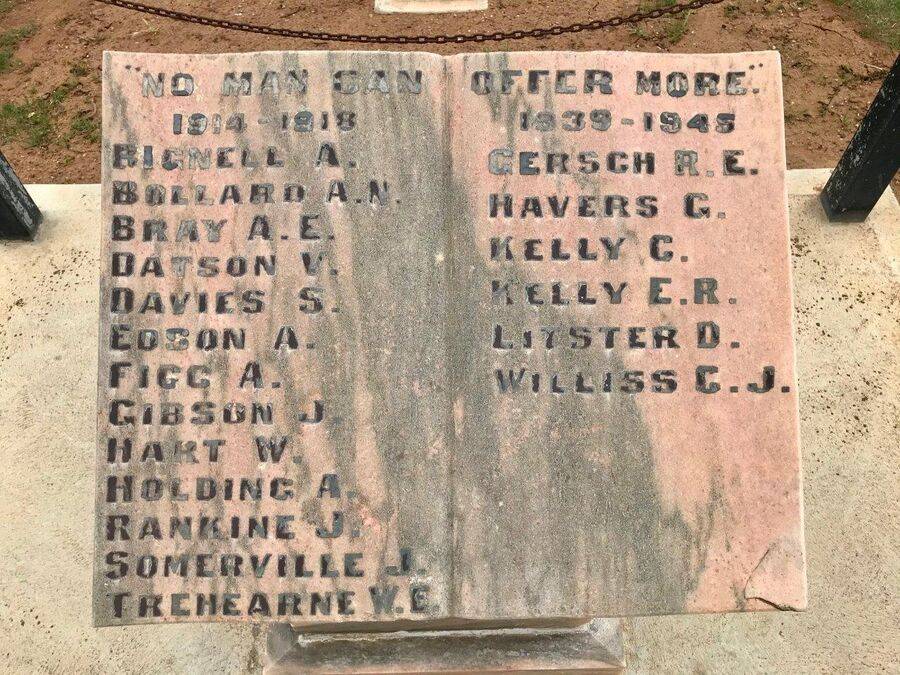 "NO MAN CAN OFFER MORE."
1914-1918
BIGNELL A.
BOLLARD A.N.
BRAY A.E.
DATSON V.
DAVIES S.
EDSON A.
FIGG A.
GIBSON J.
HART W.
HOLDING A.
RANKINE J.
SOMERVILLE J.
TREHEARNE W.E.
1939-1945
GERSCH R.E.
HAVERS G.
KELLY C.
KELLY E.R.
LITSTER D.
WILLISS C.J.